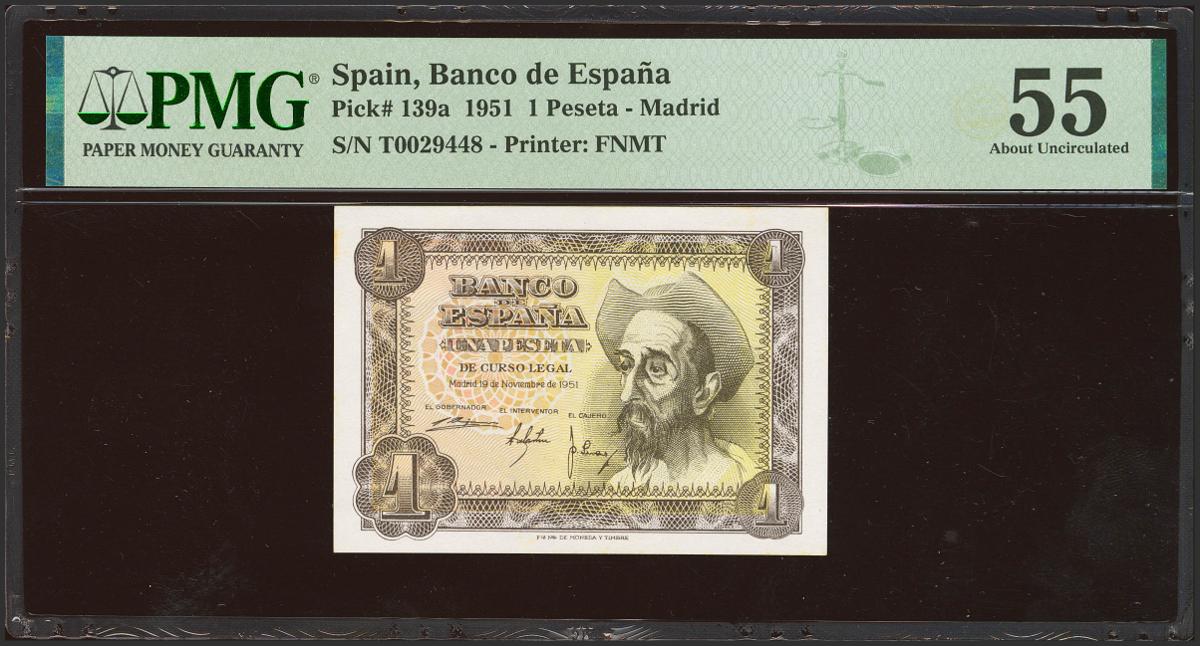 PMG®
PAPER MONEY GUARANTY
Spain, Banco de España
Pick# 139a 1951 1 Peseta - Madrid
S/N T0029448 - Printer: FNMT
55
About Uncirculated
1
1
BANCO
DE
ESPAÑA
UNA PESETA
DE CURSO LEGAL
Madrid 19 de Noviembre de 1951
EL GOBERNADOR EL INTERVENTOR EL CAJERO
1
1
DE MONEDA Y TIMBRE